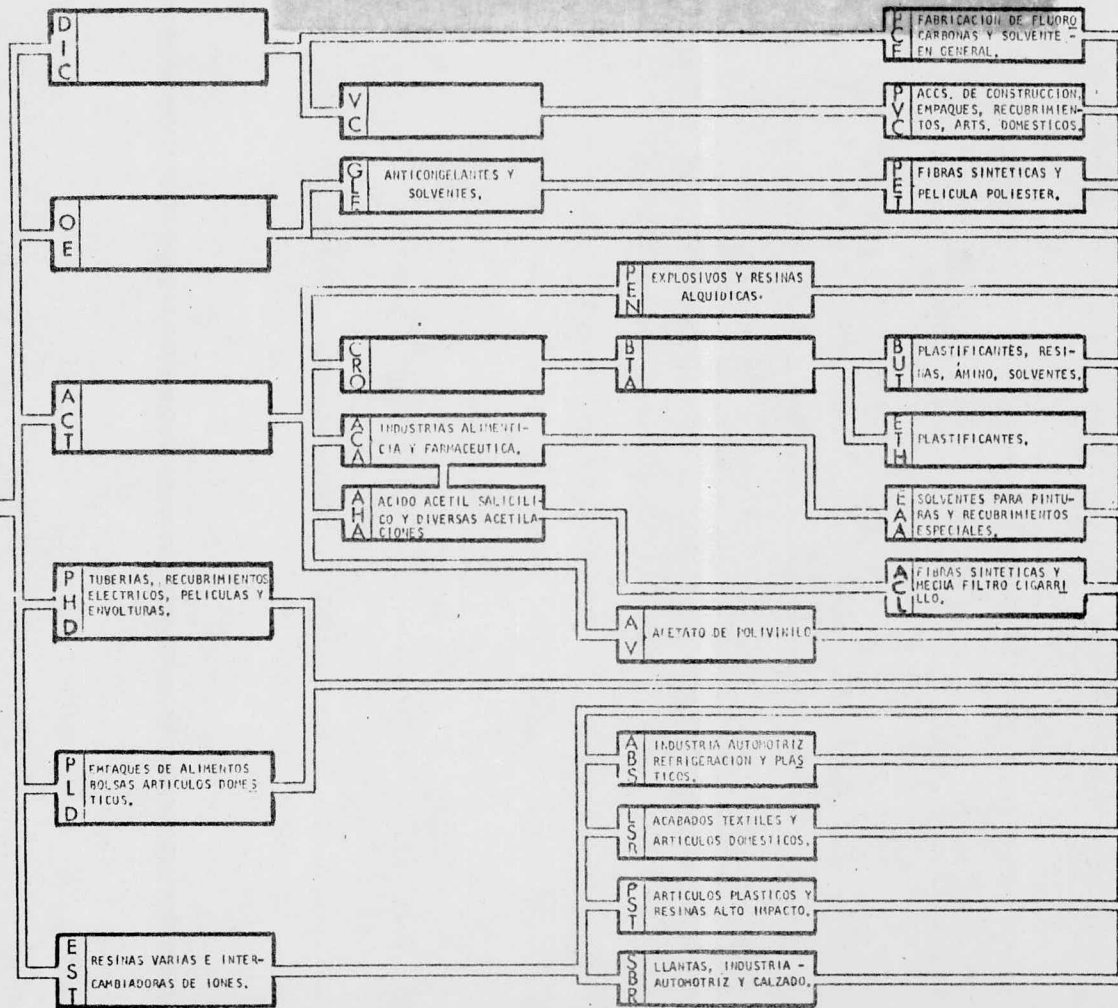 DIC
PCF
FABRICACION DE FLUORO
CARBONAS Y SOLVENTE -
EN GENERAL.
VC
PVC
ACCS. DE CONSTRUCCION,
EMPAQUES, RECUBRIMIEN-
TOS, ARTS. DOMESTICOS.
GLE
ANTICONGELANTES Y
SOLVENTES.
PET
FIBRAS SINTETICAS Y
PELICULA POLIESTER.
OE
PEN
EXPLOSIVOS Y RESINAS
ALQUIDICAS.
CRO
BTA
BUT
PLASTIFICANTES, RESI-
NAS, AMINO, SOLVENTES.
ACT
ACA
INDUSTRIAS ALIMENTI-
CIA Y FARMACEUTICA.
ETH
PLASTIFICANTES.
AHA
ACIDO ACETIL SALICILI-
CO Y DIVERSAS ACETILA
CIONES
EAA
SOLVENTES PARA PINTU-
RAS Y RECUBRIMIENTOS
ESPECIALES.
PHD
TUBERIAS, RECUBRIMIENTOS
ELECTRICOS, PELICULAS Y
ENVOLTURAS.
ACL
FIBRAS SINTETICAS Y
MECHA FILTRO CIGARRI
LLO.
AV
ACETATO DE POLIVINILO
PLD
EMPAQUES DE ALIMENTOS
BOLSAS ARTICULOS DOMES
TICOS.
ABS
INDUSTRIA AUTOMOTRIZ
REFRIGERACION Y PLAS
TICOS.
LSR
ACABADOS TEXTILES Y
ARTICULOS DOMESTICOS.
PST
ARTICULOS PLASTICOS Y
RESINAS ALTO IMPACTO.
EST
RESINAS VARIAS E INTER-
CAMBIADORAS DE IONES.
SBR
LLANTAS, INDUSTRIA -
AUTOMOTRIZ Y CALZADO.